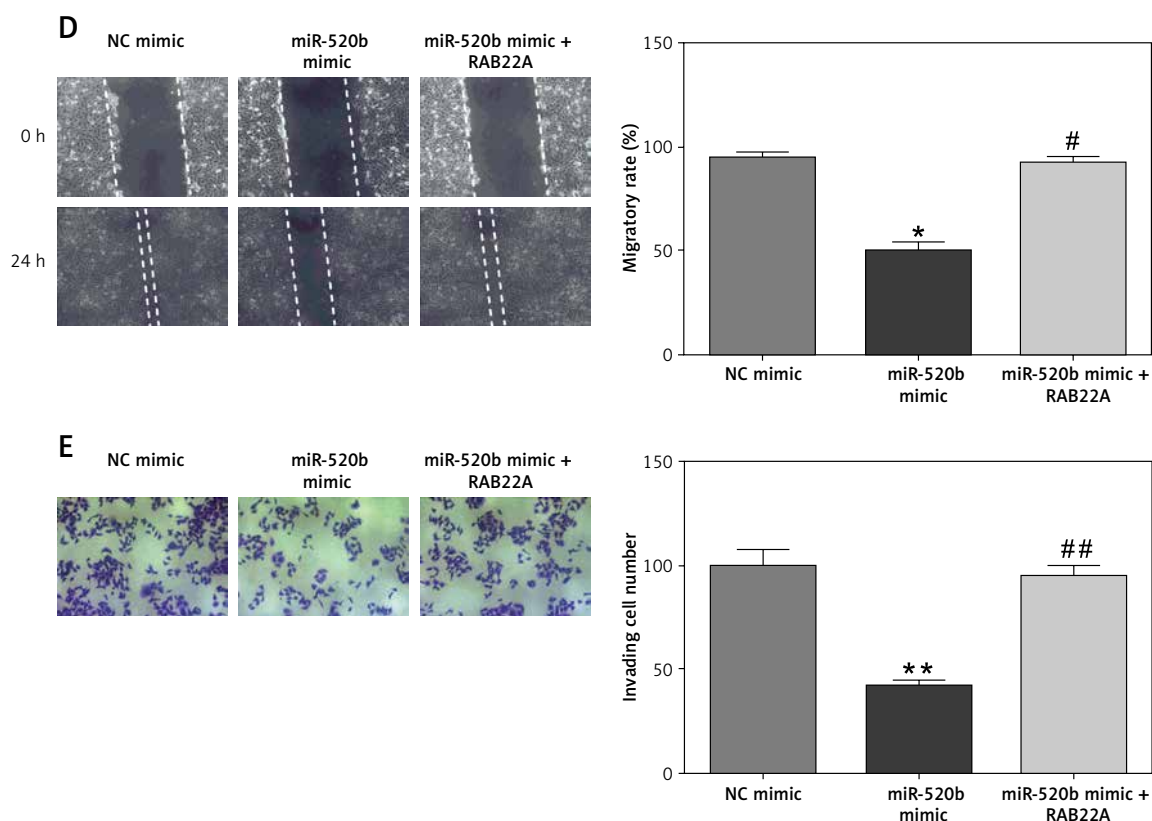 D
NC mimic
miR-520b
mimic
miR-520b mimic +
RAB22A
0 h
24 h
150
100
50
0
Migratory rate (%)
*
#
NC mimic
miR-520b
mimic
miR-520b mimic +
RAB22A
E
NC mimic
miR-520b
mimic
miR-520b mimic +
RAB22A
150
100
50
0
Invading cell number
**
##
NC mimic
miR-520b
mimic
miR-520b mimic +
RAB22A